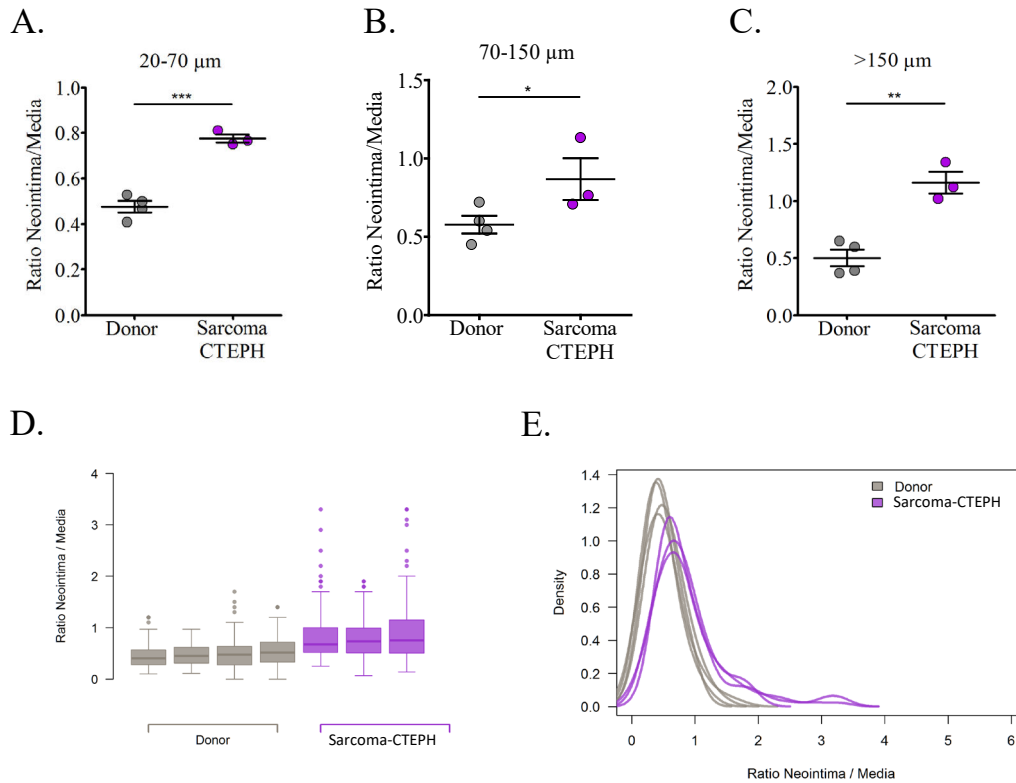 A.
20-70 µm
Ratio Neointima/Media
1.0
0.8
0.6
0.4
0.2
0.0
***
Donor
Sarcoma
CTEPH
B.
70-150 µm
Ratio Neointima/Media
1.5
1.0
0.5
0.0
*
Donor
Sarcoma
CTEPH
C.
>150 µm
Ratio Neointima/Media
2.0
1.5
1.0
0.5
0.0
**
Donor
Sarcoma
CTEPH
D.
Ratio Neointima / Media
4
3
2
1
0
Donor
Sarcoma-CTEPH
E.
Density
1.4
1.2
1.0
0.8
0.6
0.4
0.2
0.0
Donor
Sarcoma-CTEPH
0 1 2 3 4 5 6
Ratio Neointima / Media